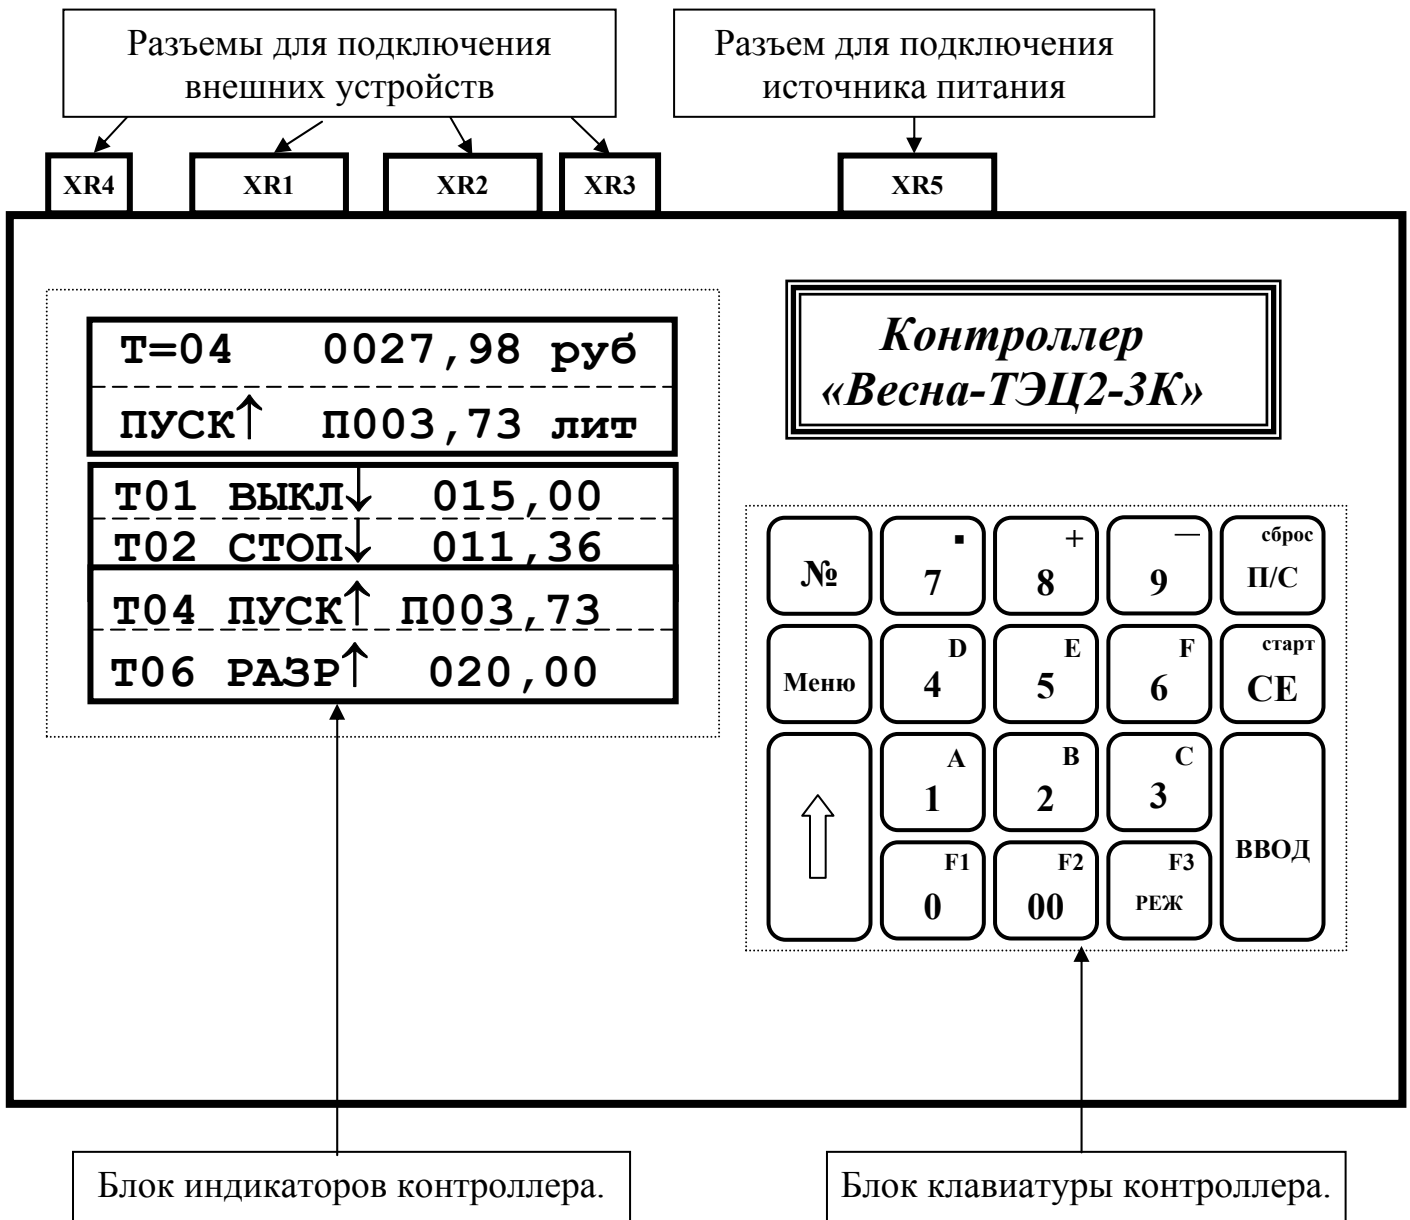 Разъемы для подключения
внешних устройств
Разъем для подключения
источника питания
XR4 XR1 XR2 XR3 XR5
Т=04 0027,98 руб
ПУСК↑ П003,73 лит
Т01 ВЫКЛ↓ 015,00
Т02 СТОП↓ 011,36
Т04 ПУСК↑ П003,73
Т06 РАЗР↑ 020,00
Контроллер
«Весна-ТЭЦ2-3К»
▪ + — сброс
№ 7 8 9 П/С
D E F старт
Меню 4 5 6 СЕ
A B C
1 2 3
ВВОД
F1 F2 F3
0 00 РЕЖ
Блок индикаторов контроллера.
Блок клавиатуры контроллера.